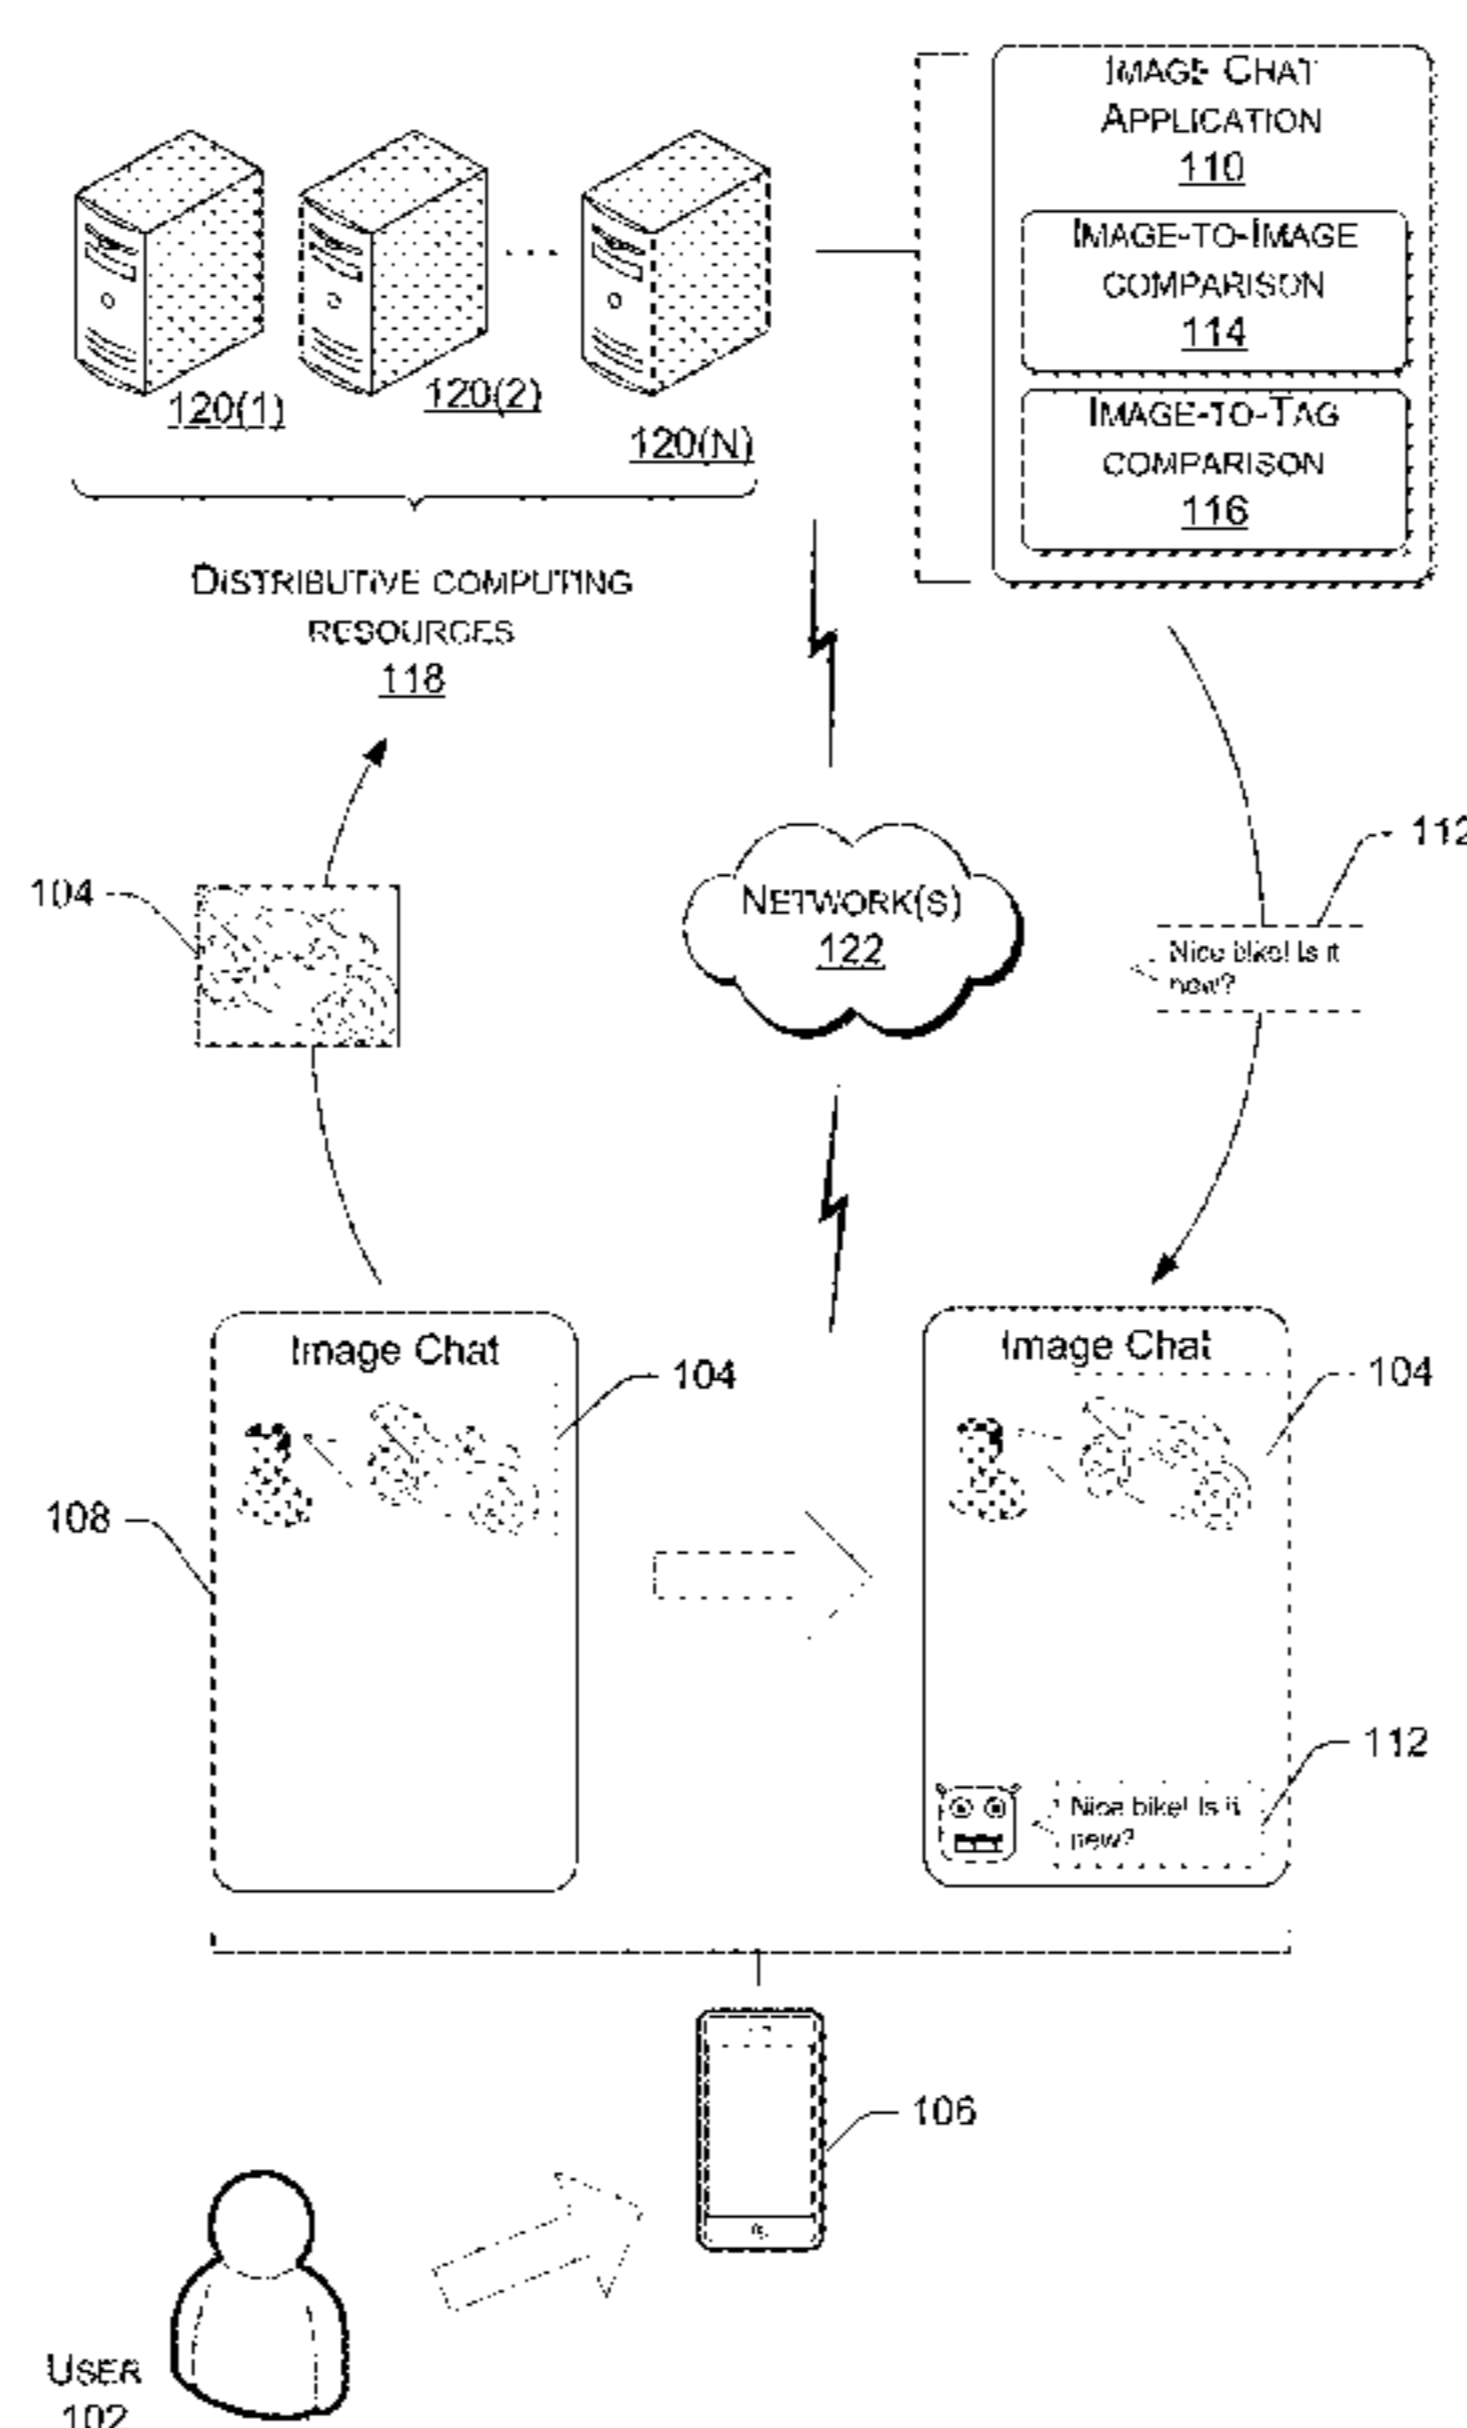 IMAGE CHAT
APPLICATION
110
IMAGE-TO-IMAGE
COMPARISON
114
IMAGE-TO-TAG
COMPARISON
116
120(1)
120(2)
120(N)
DISTRIBUTIVE COMPUTING
RESOURCES
118
112
104
NETWORK(S)
122
Nice bike! Is it
new?
Image Chat
104
Image Chat
104
108
112
Nice bike! Is it
new?
106
USER
102